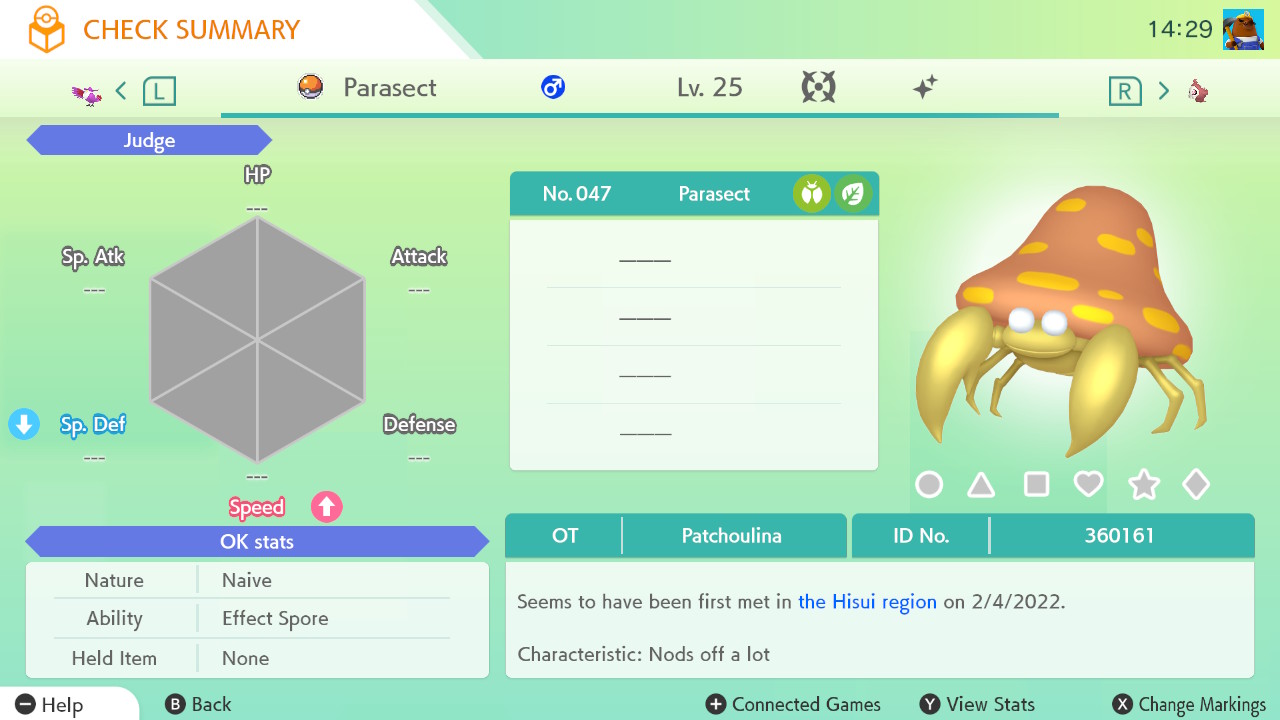 CHECK SUMMARY
14:29
L
Parasect
Lv. 25
R
Judge
HP
---
Sp. Atk
---
Attack
---
Sp. Def
---
Defense
---
---
Speed
OK stats
Nature Naive
Ability Effect Spore
Held Item None
No. 047 Parasect
———
———
———
———
OT Patchoulina ID No. 360161
Seems to have been first met in the Hisui region on 2/4/2022.
Characteristic: Nods off a lot
Help B Back + Connected Games Y View Stats X Change Markings